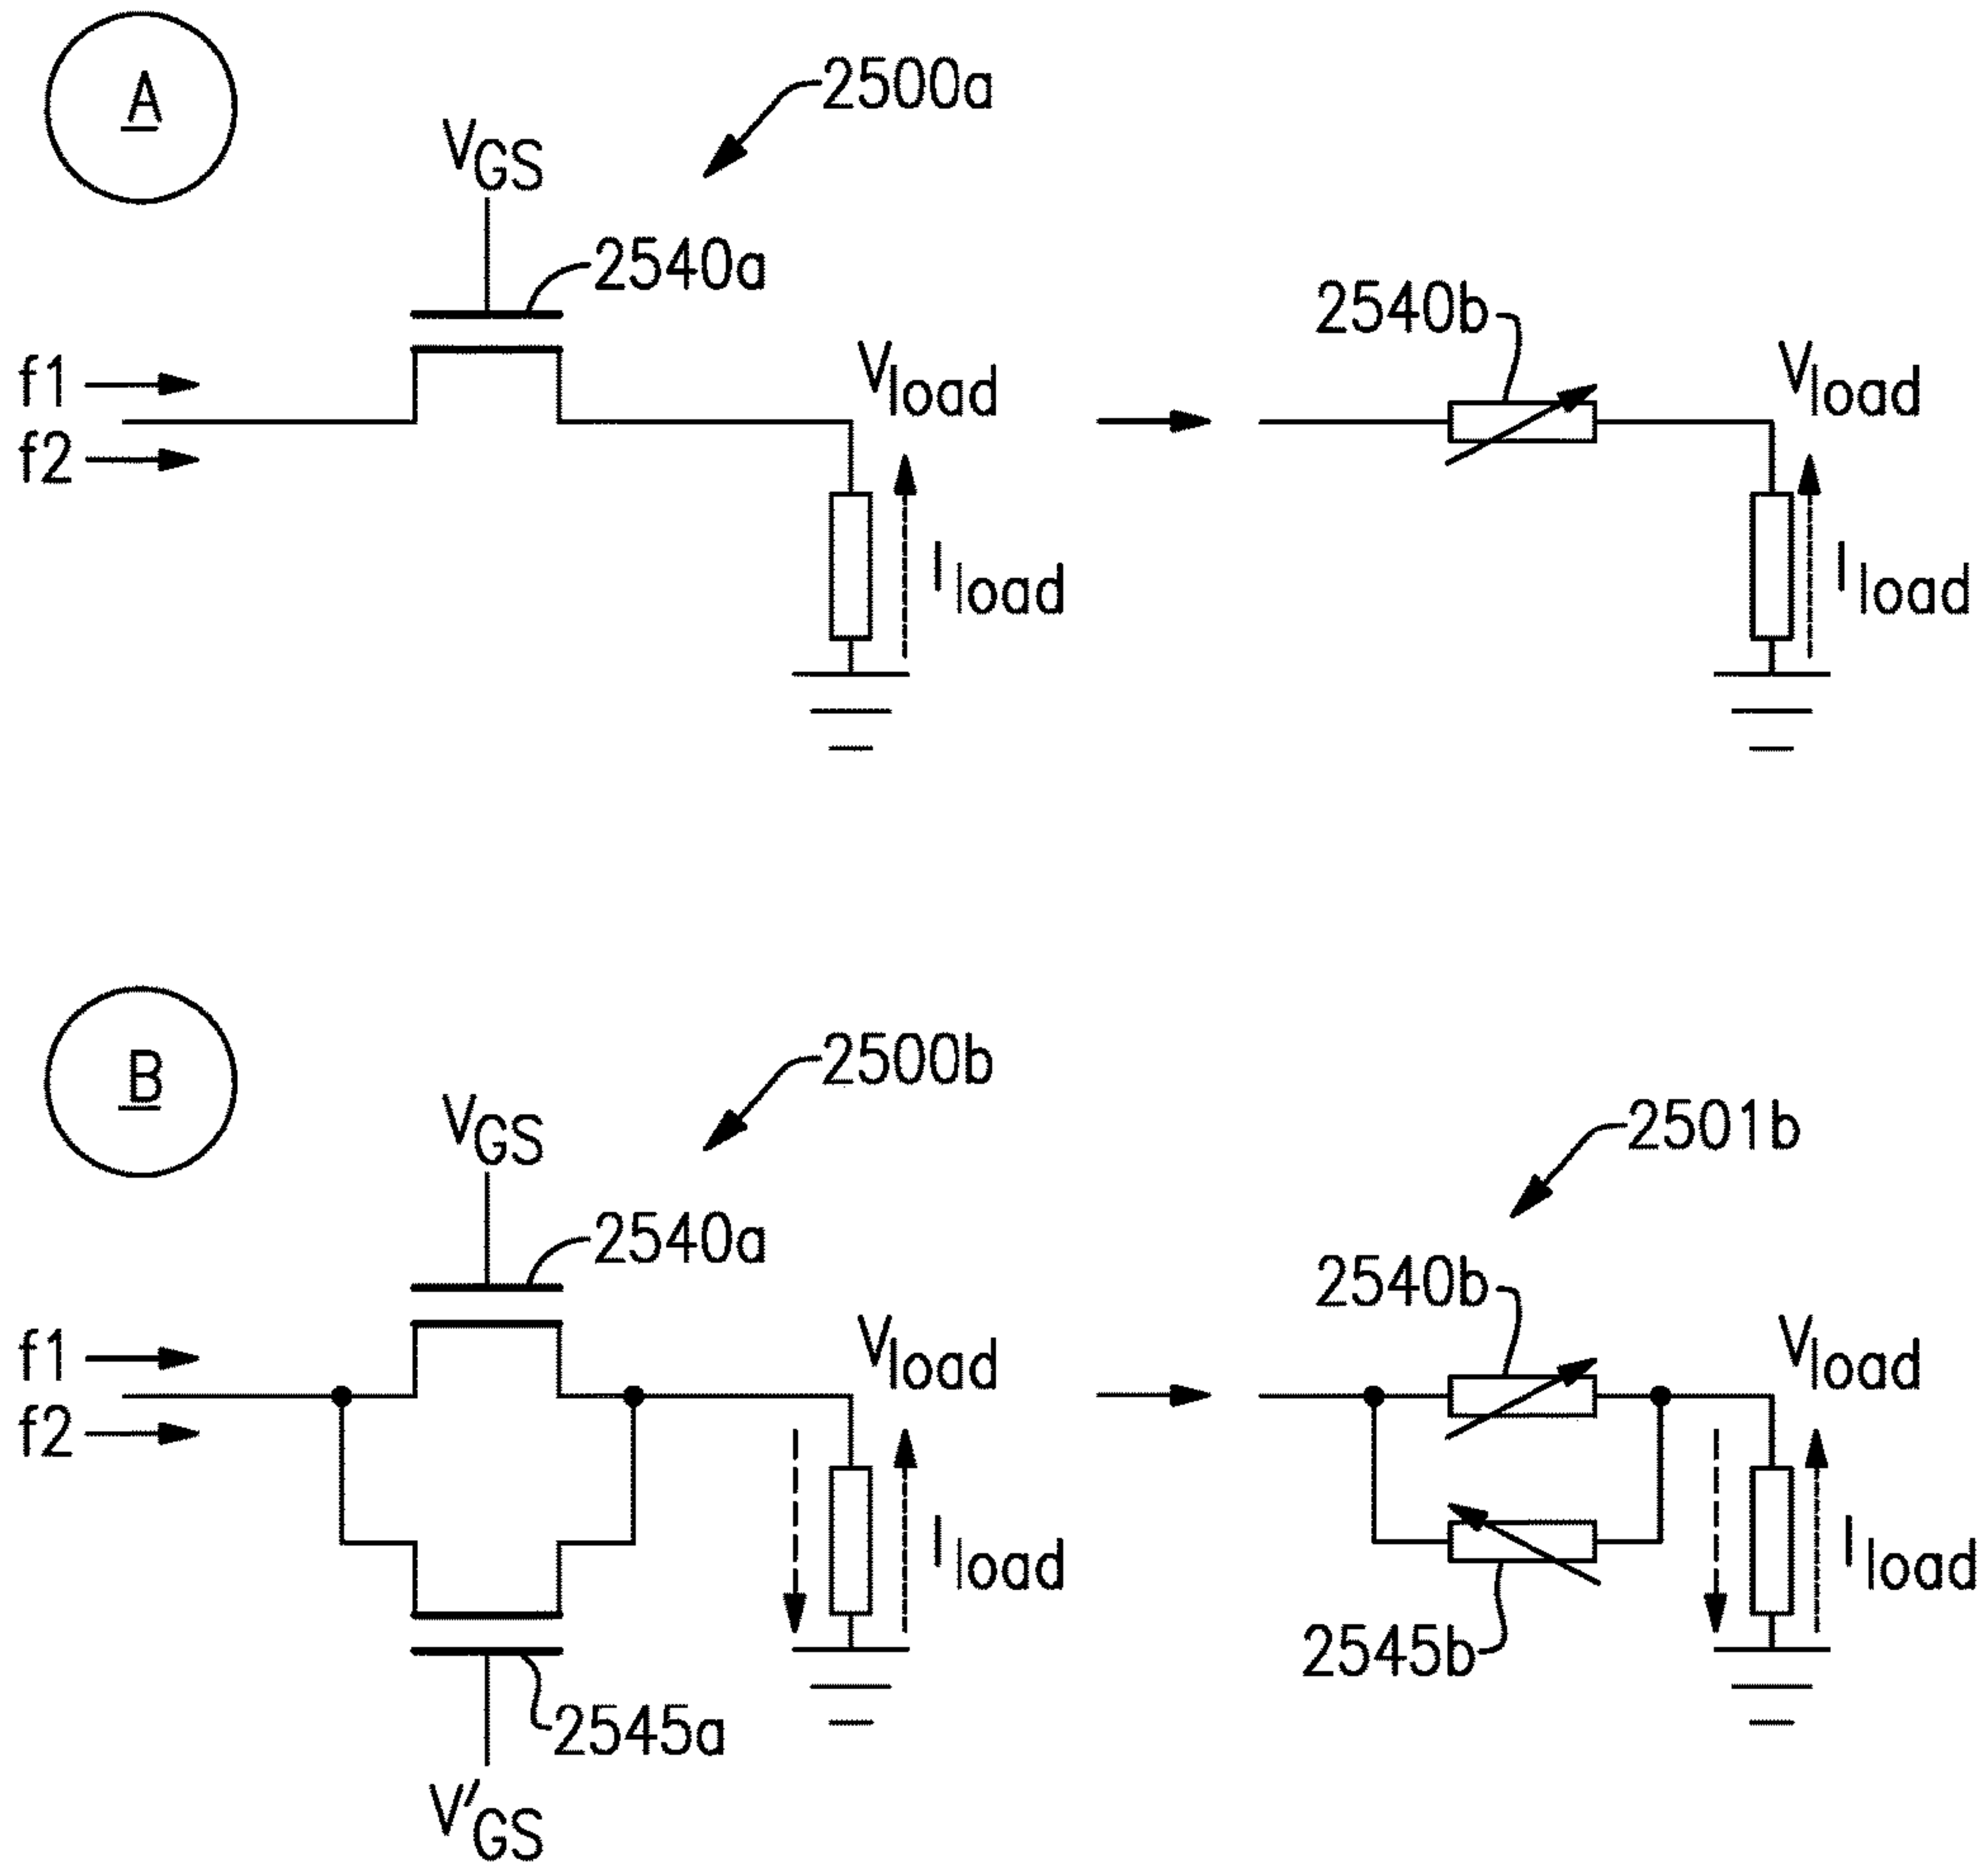 A
2500a
VGS
2540a
2540b
f1
f2
Vload
Vload
Iload
Iload
B
2500b
VGS
2501b
2540a
2540b
f1
f2
Vload
Vload
Iload
Iload
2545b
2545a
V'GS